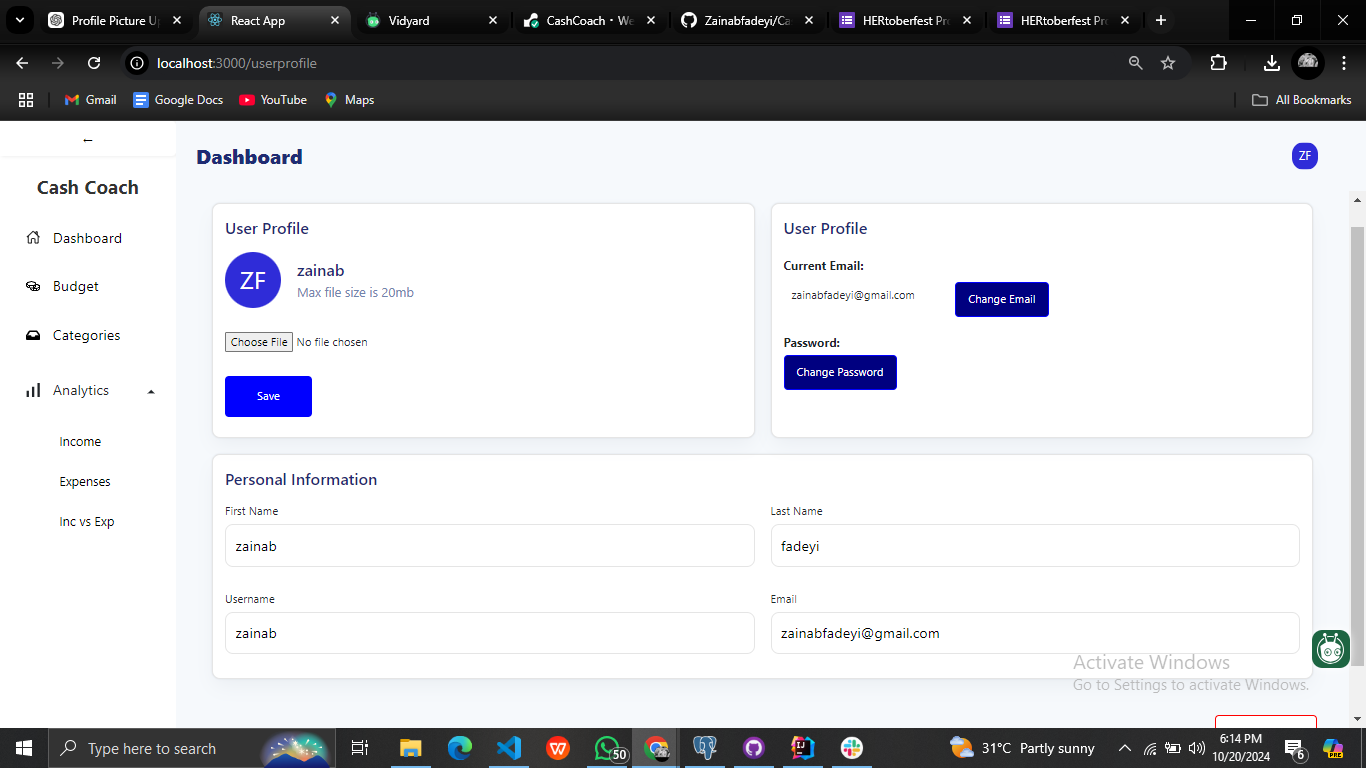 Profile Picture U
React App
Vidyard
CashCoach • We
Zainabfadeyi/Ca
HERtoberfest Pr
HERtoberfest Pr
localhost:3000/userprofile
Gmail
Google Docs
YouTube
Maps
All Bookmarks
←
Cash Coach
Dashboard
Budget
Categories
Analytics
Income
Expenses
Inc vs Exp
Dashboard
ZF
User Profile
ZF
zainab
Max file size is 20mb
Choose File No file chosen
Save
User Profile
Current Email:
zainabfadeyi@gmail.com
Change Email
Password:
Change Password
Personal Information
First Name
Last Name
zainab
fadeyi
Username
Email
zainab
zainabfadeyi@gmail.com
Activate Windows
Go to Settings to activate Windows.
Type here to search
50
31°C Partly sunny
6:14 PM
10/20/2024
6
PRE